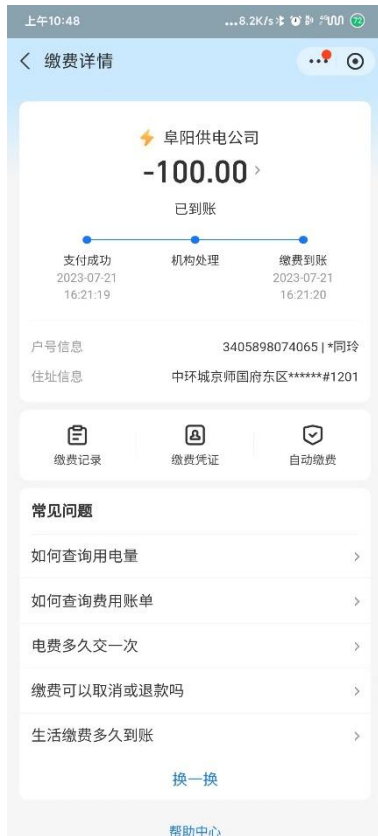 上午10:48
...8.2K/s
72
缴费详情
阜阳供电公司
-100.00
已到账
支付成功 机构处理 缴费到账
2023-07-21 2023-07-21
16:21:19 16:21:20
户号信息 3405898074065 | *同玲
住址信息 中环城京师国府东区******#1201
缴费记录 缴费凭证 自动缴费
常见问题
如何查询用电量
如何查询费用账单
电费多久交一次
缴费可以取消或退款吗
生活缴费多久到账
换一换
帮助中心